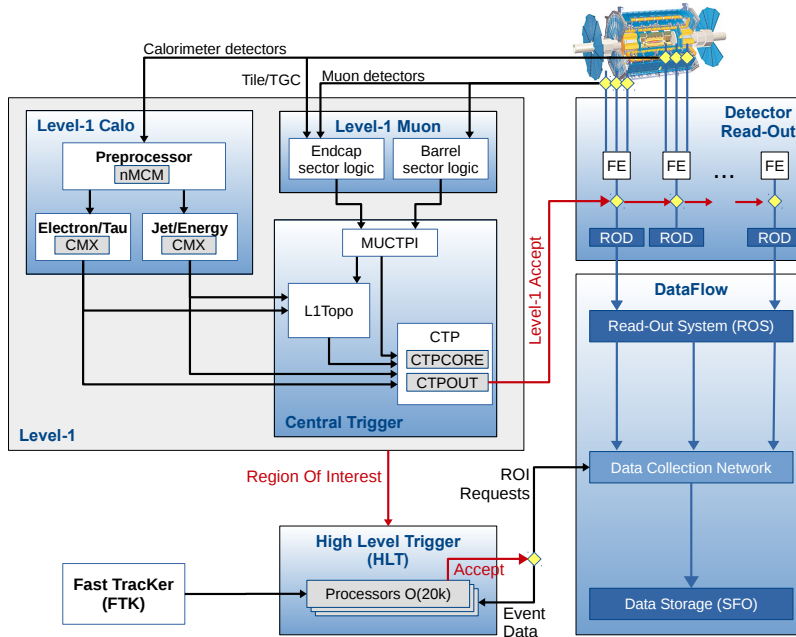 Calorimeter detectors
Tile/TGC
Muon detectors
Level-1 Calo
Preprocessor
nMCM
Electron/Tau
CMX
Jet/Energy
CMX
Level-1 Muon
Endcap
sector logic
Barrel
sector logic
MUCTPI
L1Topo
CTP
CTPCORE
CTPOUT
Central Trigger
Level-1
Level-1 Accept
Detector
Read-Out
FE
FE
...
FE
ROD
ROD
ROD
DataFlow
Read-Out System (ROS)
Data Collection Network
Data Storage (SFO)
Region Of Interest
ROI
Requests
High Level Trigger
(HLT)
Accept
Processors O(20k)
Event
Data
Fast TracKer
(FTK)